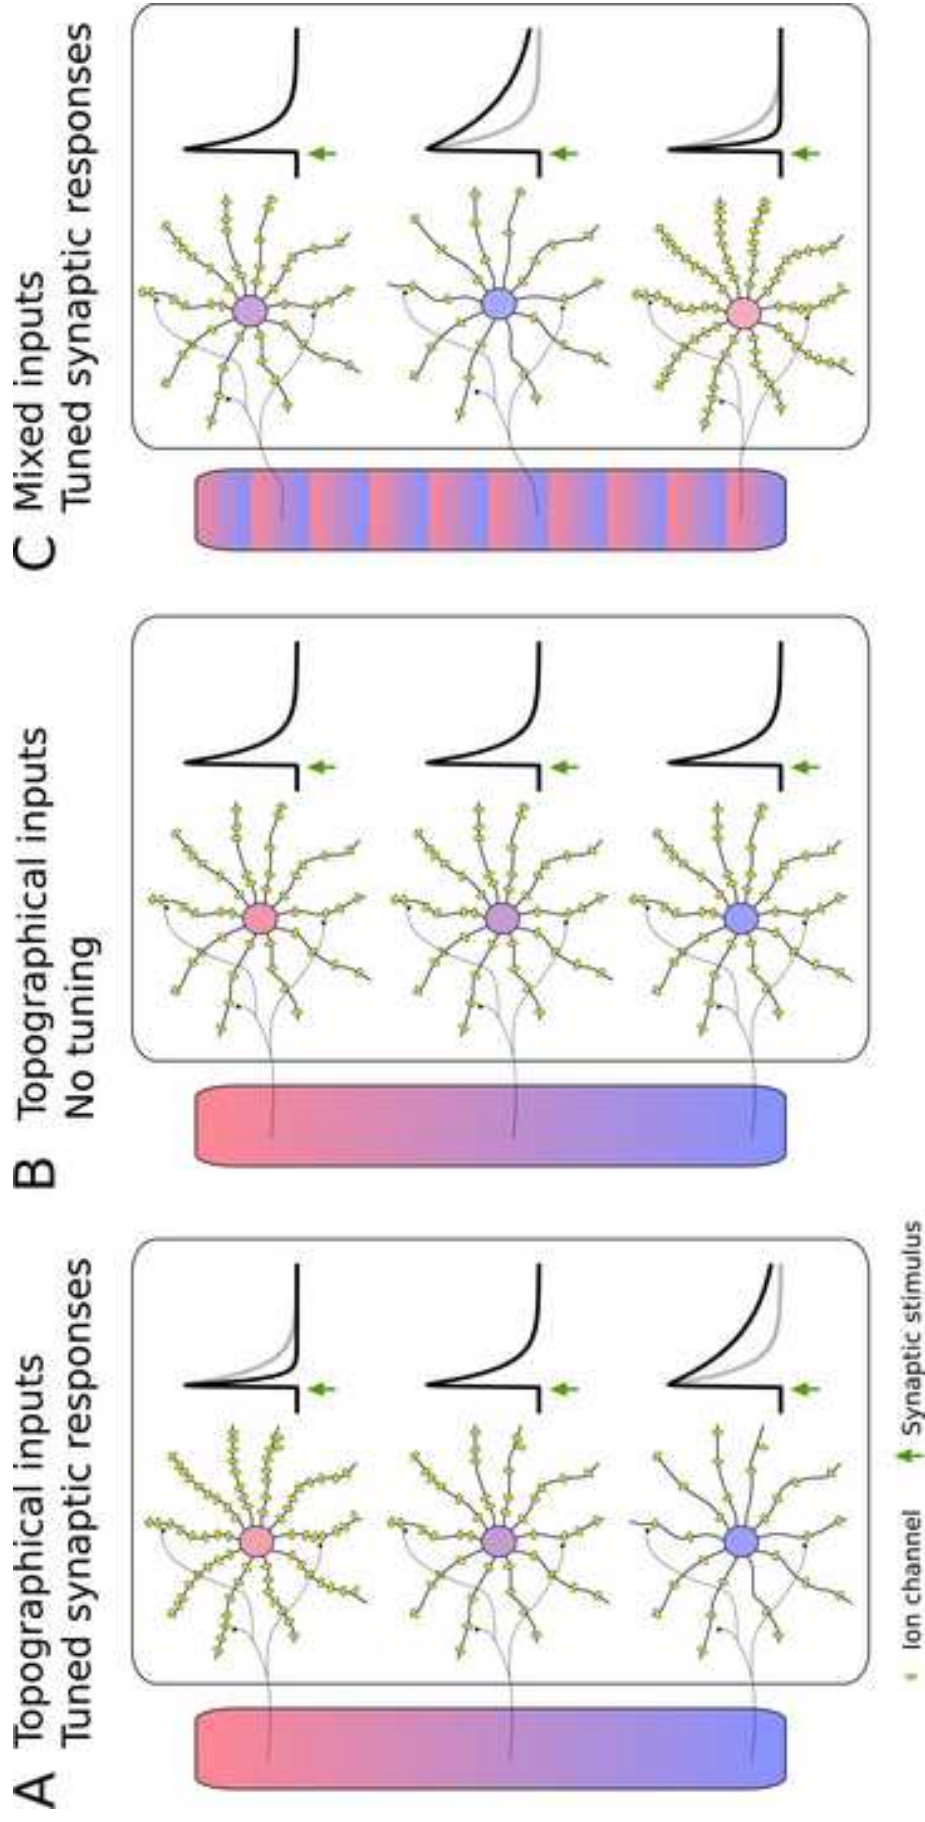 A Topographical inputs
Tuned synaptic responses
B Topographical inputs
No tuning
C Mixed inputs
Tuned synaptic responses
Ion channel
Synaptic stimulus